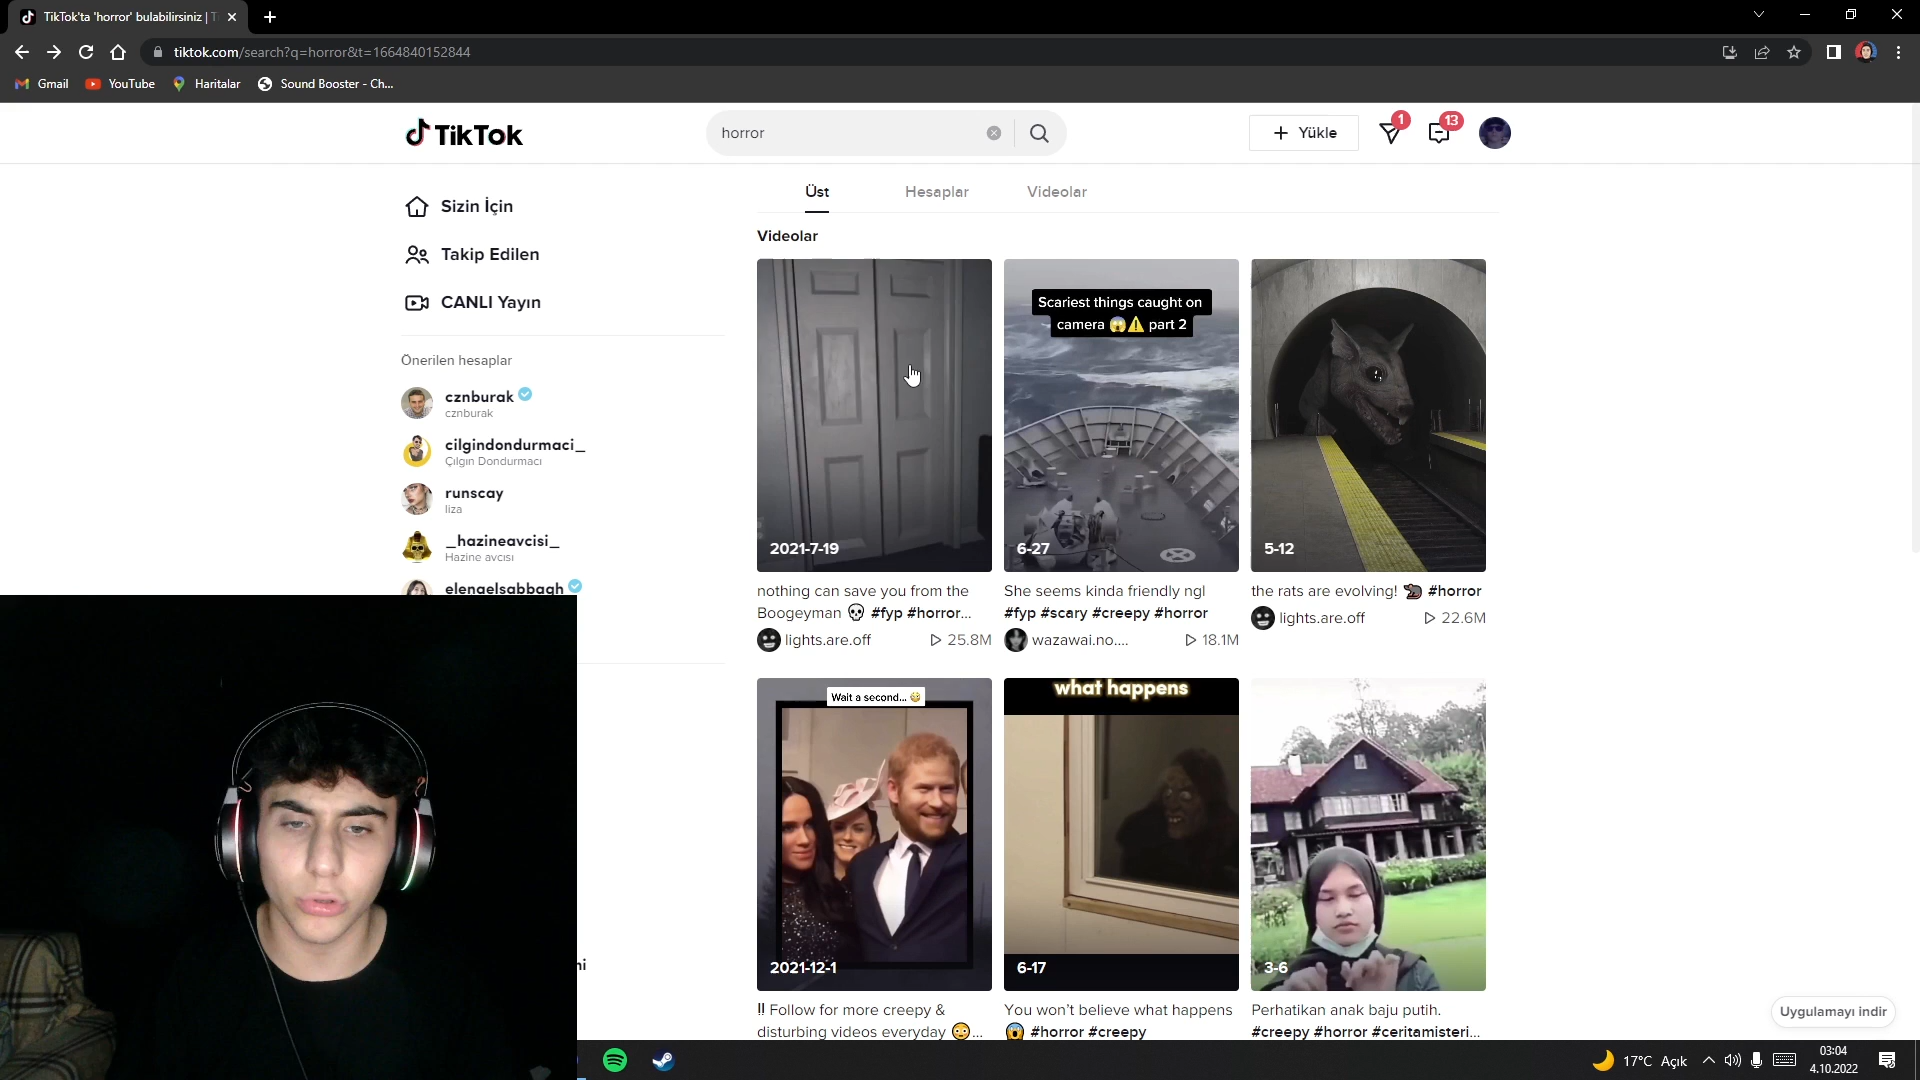 TikTok'ta 'horror' bulabilirsiniz | T
tiktok.com/search?q=horror&t=1664840152844
Gmail
YouTube
Haritalar
Sound Booster - Ch...
TikTok
horror
Yükle
1
13
Sizin İçin
Takip Edilen
CANLI Yayın
Önerilen hesaplar
cznburak
cznburak
cilgindondurmaci_
Çılgın Dondurmacı
runscay
liza
_hazineavcisi_
Hazine avcısı
elenaelsabbagh
ni
Üst
Hesaplar
Videolar
Videolar
2021-7-19
nothing can save you from the
Boogeyman 💀 #fyp #horror...
lights.are.off
25.8M
Scariest things caught on
camera 😱⚠️ part 2
6-27
She seems kinda friendly ngl
#fyp #scary #creepy #horror
wazawai.no....
18.1M
5-12
the rats are evolving! 🐀 #horror
lights.are.off
22.6M
Wait a second... 🤣
2021-12-1
‼ Follow for more creepy &
disturbing videos everyday 😳...
what happens
6-17
You won’t believe what happens
😱 #horror #creepy
3-6
Perhatikan anak baju putih.
#creepy #horror #ceritamisteri...
Uygulamayı indir
17°C Açık
03:04
4.10.2022